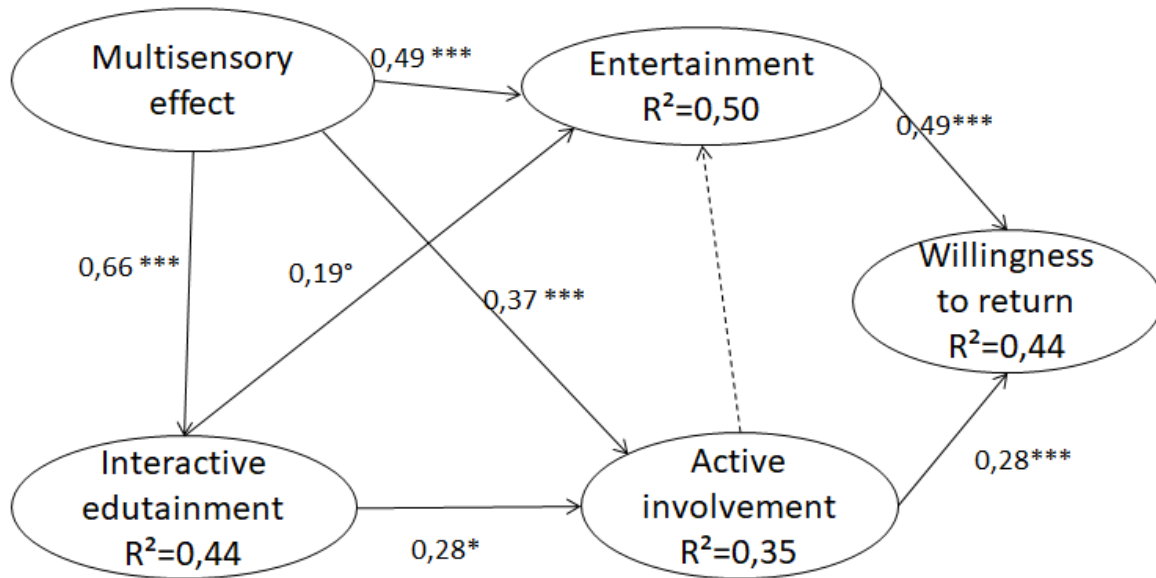 Multisensory
effect
0,49 ***
Entertainment
R²=0,50
0,49***
0,66 ***
0,19°
0,37 ***
Willingness
to return
R²=0,44
Interactive
edutainment
R²=0,44
0,28*
Active
involvement
R²=0,35
0,28***